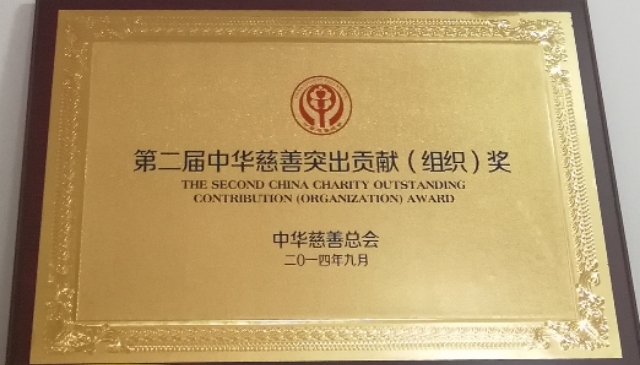 第二届中华慈善突出贡献（组织）奖
THE SECOND CHINA CHARITY OUTSTANDING
CONTRIBUTION (ORGANIZATION) AWARD
中华慈善总会
二〇一四年九月